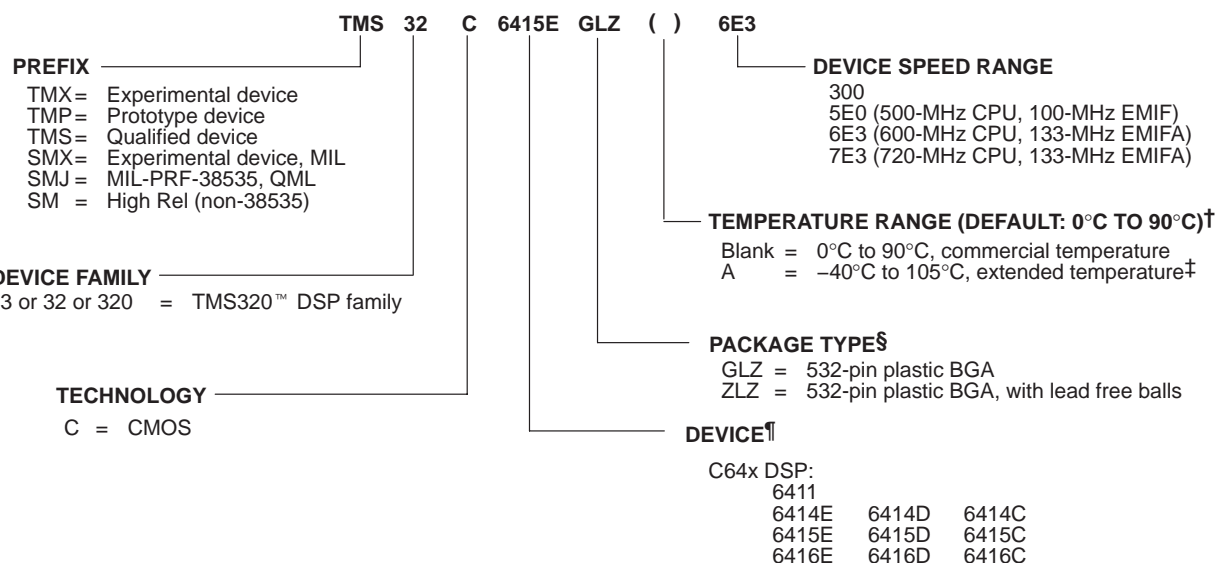 TMS 32 C 6415E GLZ ( ) 6E3
PREFIX
TMX = Experimental device
TMP = Prototype device
TMS = Qualified device
SMX = Experimental device, MIL
SMJ = MIL-PRF-38535, QML
SM = High Rel (non-38535)
DEVICE SPEED RANGE
300
5E0 (500-MHz CPU, 100-MHz EMIF)
6E3 (600-MHz CPU, 133-MHz EMIFA)
7E3 (720-MHz CPU, 133-MHz EMIFA)
TEMPERATURE RANGE (DEFAULT: 0°C TO 90°C)†
Blank = 0°C to 90°C, commercial temperature
A = –40°C to 105°C, extended temperature‡
DEVICE FAMILY
3 or 32 or 320 = TMS320™ DSP family
PACKAGE TYPE§
GLZ = 532-pin plastic BGA
ZLZ = 532-pin plastic BGA, with lead free balls
TECHNOLOGY
C = CMOS
DEVICE¶
C64x DSP:
6411
6414E 6414D 6414C
6415E 6415D 6415C
6416E 6416D 6416C